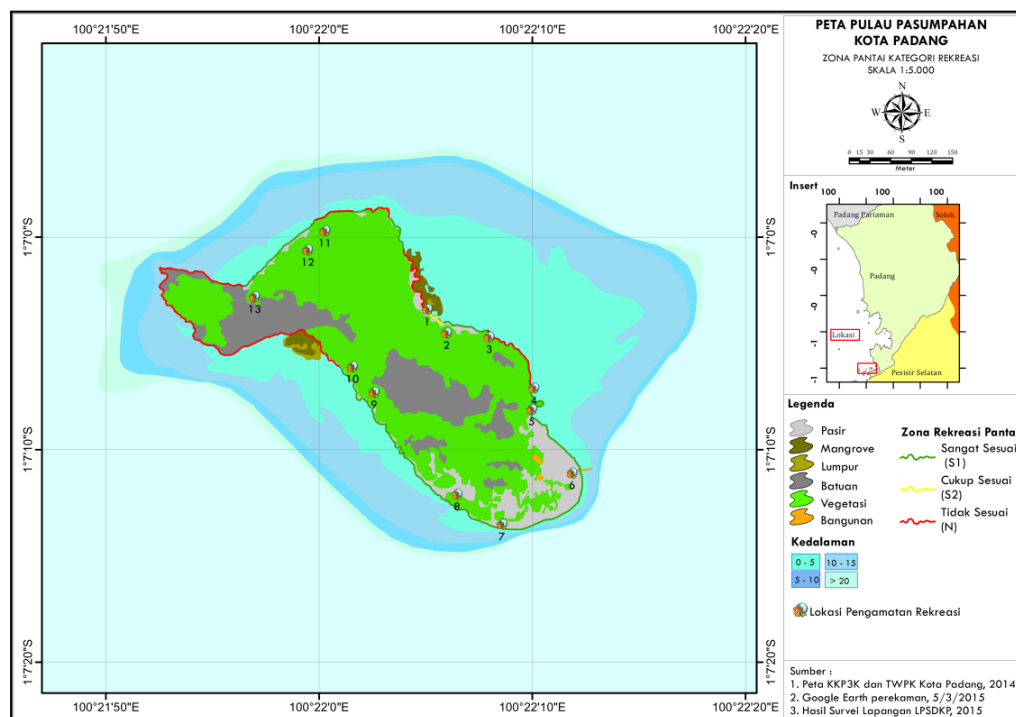 PETA PULAU PASUMPAHAN
KOTA PADANG
ZONA PANTAI KATEGORI REKREASI
SKALA 1:5.000
N
W E
S
0 15 30 60 90 120 150
Meter
Insert
100 100 100
Padang Pariaman
Solok
Padang
Lokasi
Pesisir Selatan
100°21'50"E 100°22'0"E 100°22'10"E 100°22'20"E
1°7'0"S 1°7'0"S
1°7'10"S 1°7'10"S
1°7'20"S 1°7'20"S
100°21'50"E 100°22'0"E 100°22'10"E 100°22'20"E
11
12
13
1
2
3
10
9
4
5
6
8
7
Legenda
Pasir
Mangrove
Lumpur
Batuan
Vegetasi
Bangunan
Zona Rekreasi Pantai
Sangat Sesuai
(S1)
Cukup Sesuai
(S2)
Tidak Sesuai
(N)
Kedalaman
0 - 5 10 - 15
5 - 10 > 20
Lokasi Pengamatan Rekreasi
Sumber :
1. Peta KKP3K dan TWPK Kota Padang, 2014
2. Google Earth perekaman, 5/3/2015
3. Hasil Survei Lapangan LPSDKP, 2015